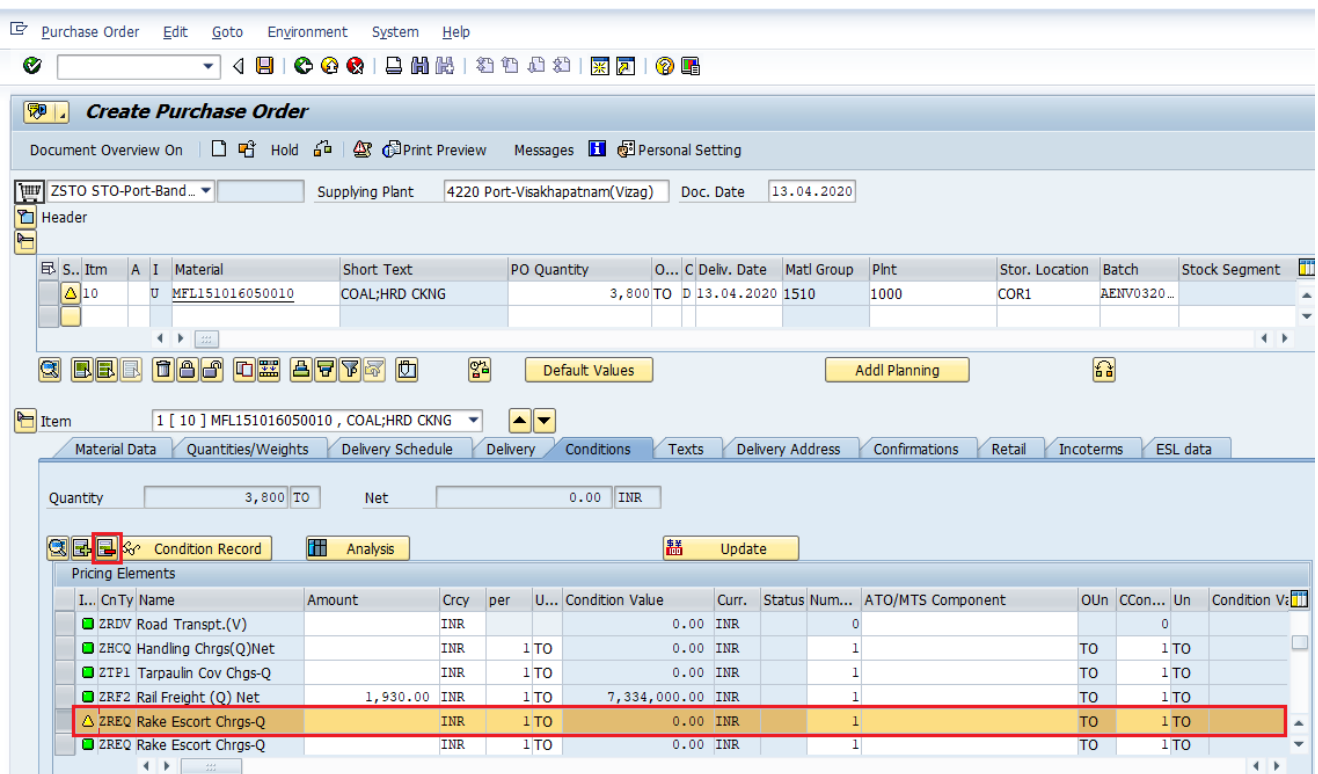 Purchase Order Edit Goto Environment System Help
Create Purchase Order
Document Overview On Hold Print Preview Messages Personal Setting
ZSTO STO-Port-Band... Supplying Plant 4220 Port-Visakhapatnam(Vizag) Doc. Date 13.04.2020
Header
S.. Itm A I Material Short Text PO Quantity O... C Deliv. Date Matl Group Plnt Stor. Location Batch Stock Segment
10 U MFL151016050010 COAL;HRD CKNG 3,800 TO D 13.04.2020 1510 1000 COR1 AENV0320...
Default Values Addl Planning
Item 1 [ 10 ] MFL151016050010 , COAL;HRD CKNG
Material Data Quantities/Weights Delivery Schedule Delivery Conditions Texts Delivery Address Confirmations Retail Incoterms ESL data
Quantity 3,800 TO Net 0.00 INR
Condition Record Analysis Update
Pricing Elements
I... CnTy Name Amount Crcy per U... Condition Value Curr. Status Num... ATO/MTS Component OUn CCon... Un Condition Va
ZRDV Road Transpt.(V) INR 0.00 INR 0 0
ZHCQ Handling Chrgs(Q)Net INR 1 TO 0.00 INR 1 TO 1 TO
ZTP1 Tarpaulin Cov Chgs-Q INR 1 TO 0.00 INR 1 TO 1 TO
ZRF2 Rail Freight (Q) Net 1,930.00 INR 1 TO 7,334,000.00 INR 1 TO 1 TO
ZREQ Rake Escort Chrgs-Q INR 1 TO 0.00 INR 1 TO 1 TO
ZREQ Rake Escort Chrgs-Q INR 1 TO 0.00 INR 1 TO 1 TO